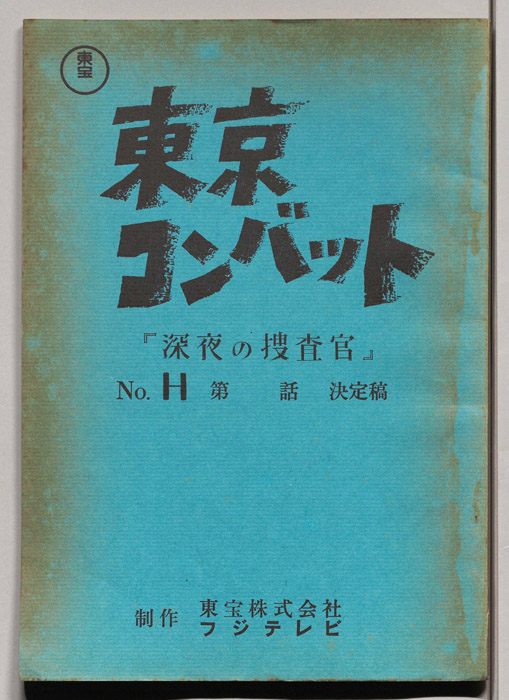 東宝
東京
コンバット
『深夜の捜査官』
No. H 第 話 決定稿
制作 東宝株式会社
フジテレビ